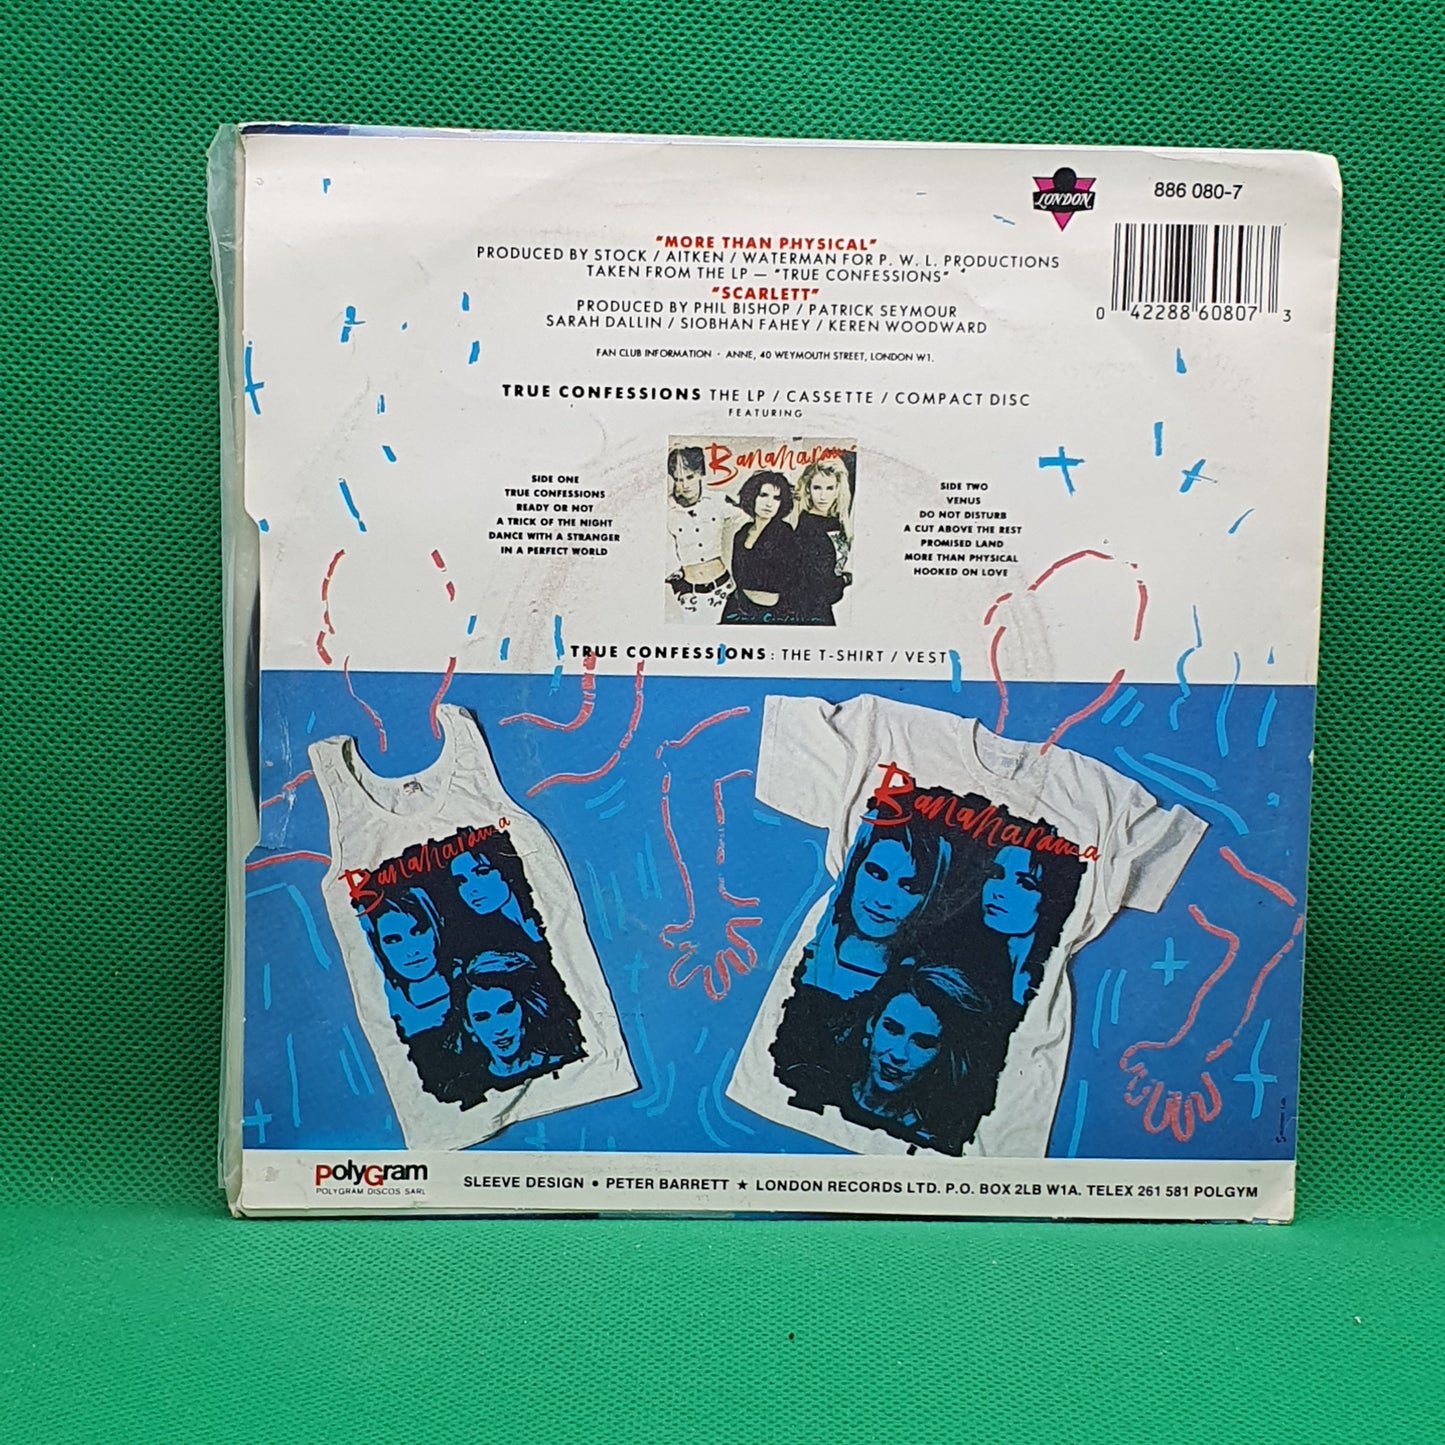 LONDON
886 080-7
0 42288 60807 3
"MORE THAN PHYSICAL"
PRODUCED BY STOCK / AITKEN / WATERMAN FOR P. W. L. PRODUCTIONS
TAKEN FROM THE LP — "TRUE CONFESSIONS"
"SCARLETT"
PRODUCED BY PHIL BISHOP / PATRICK SEYMOUR
SARAH DALLIN / SIOBHAN FAHEY / KEREN WOODWARD
FAN CLUB INFORMATION · ANNE, 40 WEYMOUTH STREET, LONDON W1.
TRUE CONFESSIONS THE LP / CASSETTE / COMPACT DISC
FEATURING
SIDE ONE
TRUE CONFESSIONS
READY OR NOT
A TRICK OF THE NIGHT
DANCE WITH A STRANGER
IN A PERFECT WORLD
Bananarama
True Confessions
SIDE TWO
VENUS
DO NOT DISTURB
A CUT ABOVE THE REST
PROMISED LAND
MORE THAN PHYSICAL
HOOKED ON LOVE
TRUE CONFESSIONS : THE T-SHIRT / VEST
Bananarama
Bananarama
PolyGram
POLYGRAM DISCOS SARL
SLEEVE DESIGN • PETER BARRETT ★ LONDON RECORDS LTD. P.O. BOX 2LB W1A. TELEX 261 581 POLGYM